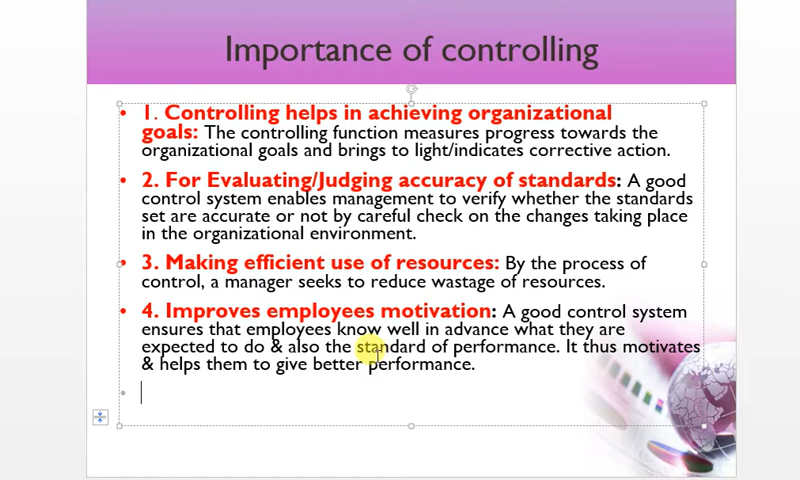 Importance of controlling
• 1. Controlling helps in achieving organizational
goals: The controlling function measures progress towards the
organizational goals and brings to light/indicates corrective action.
• 2. For Evaluating/Judging accuracy of standards: A good
control system enables management to verify whether the standards
set are accurate or not by careful check on the changes taking place
in the organizational environment.
• 3. Making efficient use of resources: By the process of
control, a manager seeks to reduce wastage of resources.
• 4. Improves employees motivation: A good control system
ensures that employees know well in advance what they are
expected to do & also the standard of performance. It thus motivates
& helps them to give better performance.
•